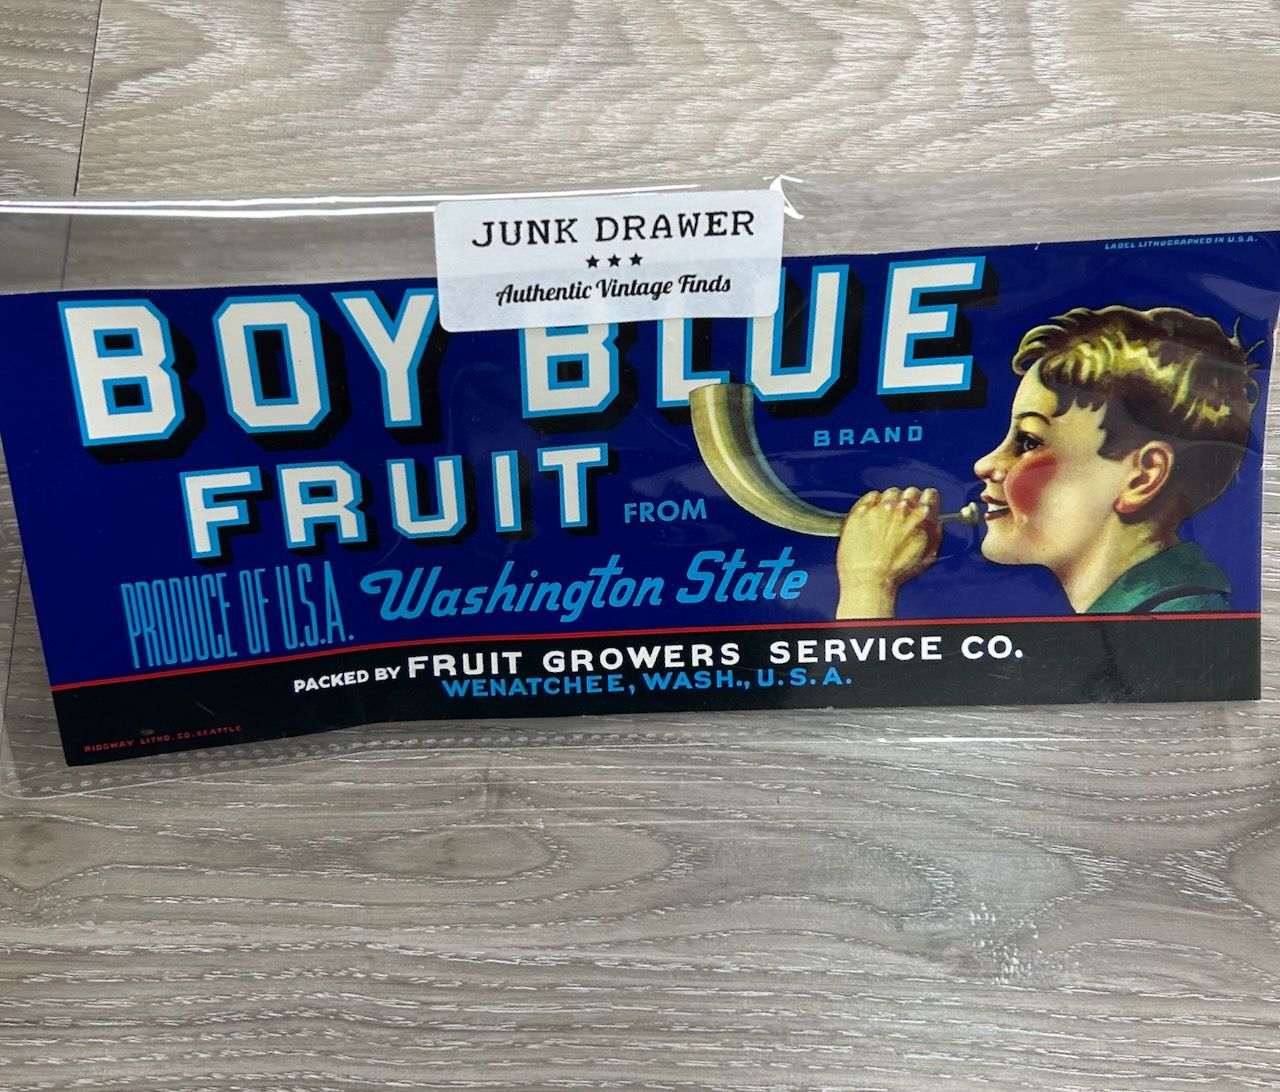 JUNK DRAWER
★ ★ ★
Authentic Vintage Finds
LABEL LITHOGRAPHED IN U.S.A.
BOY BLUE
BRAND
FRUIT FROM
PRODUCE OF U.S.A. Washington State
PACKED BY FRUIT GROWERS SERVICE CO.
WENATCHEE, WASH., U.S.A.
RIDGWAY LITHO. CO. SEATTLE